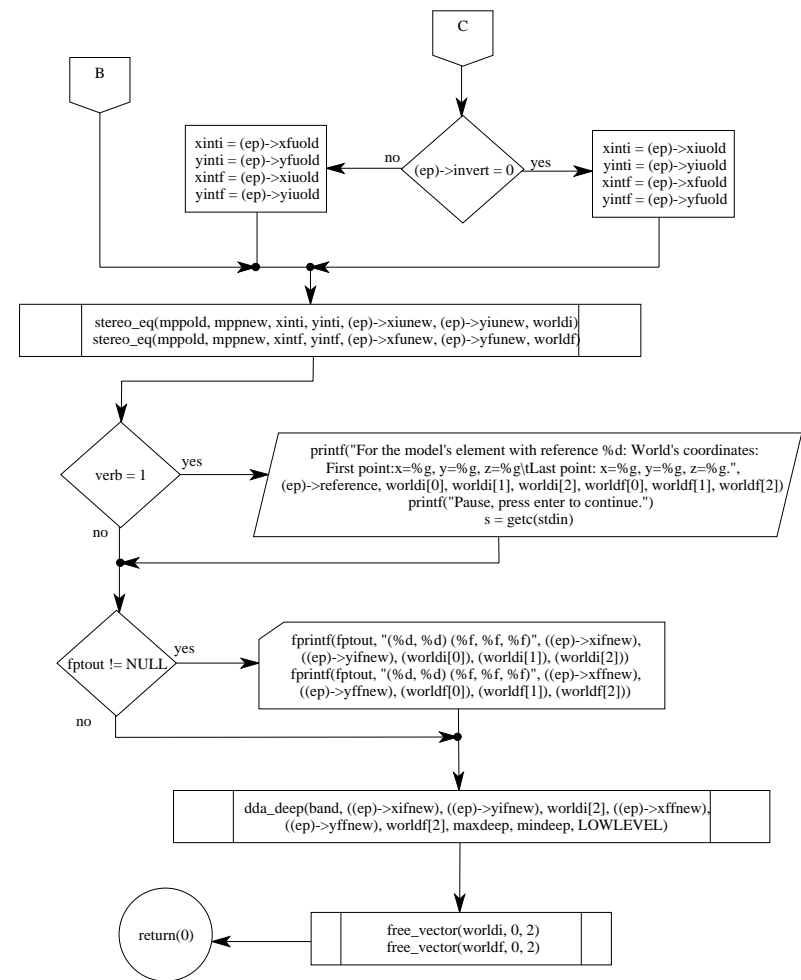 C
B
xinti = (ep)->xfuold
yinti = (ep)->yfuold
xintf = (ep)->xiuold
yintf = (ep)->yiuold
no
(ep)->invert = 0
yes
xinti = (ep)->xiuold
yinti = (ep)->yiuold
xintf = (ep)->xfuold
yintf = (ep)->yfuold
stereo_eq(mppold, mppnew, xinti, yinti, (ep)->xiunew, (ep)->yiunew, worldi)
stereo_eq(mppold, mppnew, xintf, yintf, (ep)->xfunew, (ep)->yfunew, worldf)
verb = 1
yes
no
printf("For the model's element with reference %d: World's coordinates:
First point:x=%g, y=%g, z=%g\tLast point: x=%g, y=%g, z=%g.",
(ep)->reference, worldi[0], worldi[1], worldi[2], worldf[0], worldf[1], worldf[2])
printf("Pause, press enter to continue.")
s = getc(stdin)
fptout != NULL
yes
no
fprintf(fptout, "(%d, %d) (%f, %f, %f)", ((ep)->xifnew),
((ep)->yifnew), (worldi[0]), (worldi[1]), (worldi[2]))
fprintf(fptout, "(%d, %d) (%f, %f, %f)", ((ep)->xffnew),
((ep)->yffnew), (worldf[0]), (worldf[1]), (worldf[2]))
dda_deep(band, ((ep)->xifnew), ((ep)->yifnew), worldi[2], ((ep)->xffnew),
((ep)->yffnew), worldf[2], maxdeep, mindeep, LOWLEVEL)
return(0)
free_vector(worldi, 0, 2)
free_vector(worldf, 0, 2)